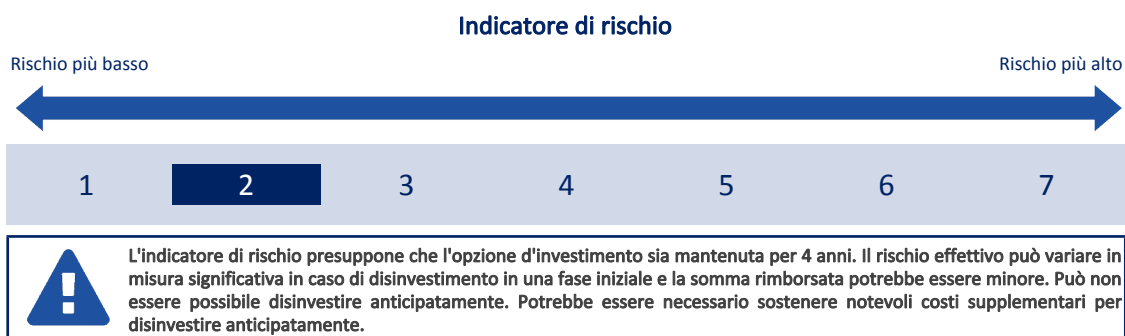 Indicatore di rischio
Rischio più basso
Rischio più alto
1 2 3 4 5 6 7
L'indicatore di rischio presuppone che l'opzione d'investimento sia mantenuta per 4 anni. Il rischio effettivo può variare in
misura significativa in caso di disinvestimento in una fase iniziale e la somma rimborsata potrebbe essere minore. Può non
essere possibile disinvestire anticipatamente. Potrebbe essere necessario sostenere notevoli costi supplementari per
disinvestire anticipatamente.